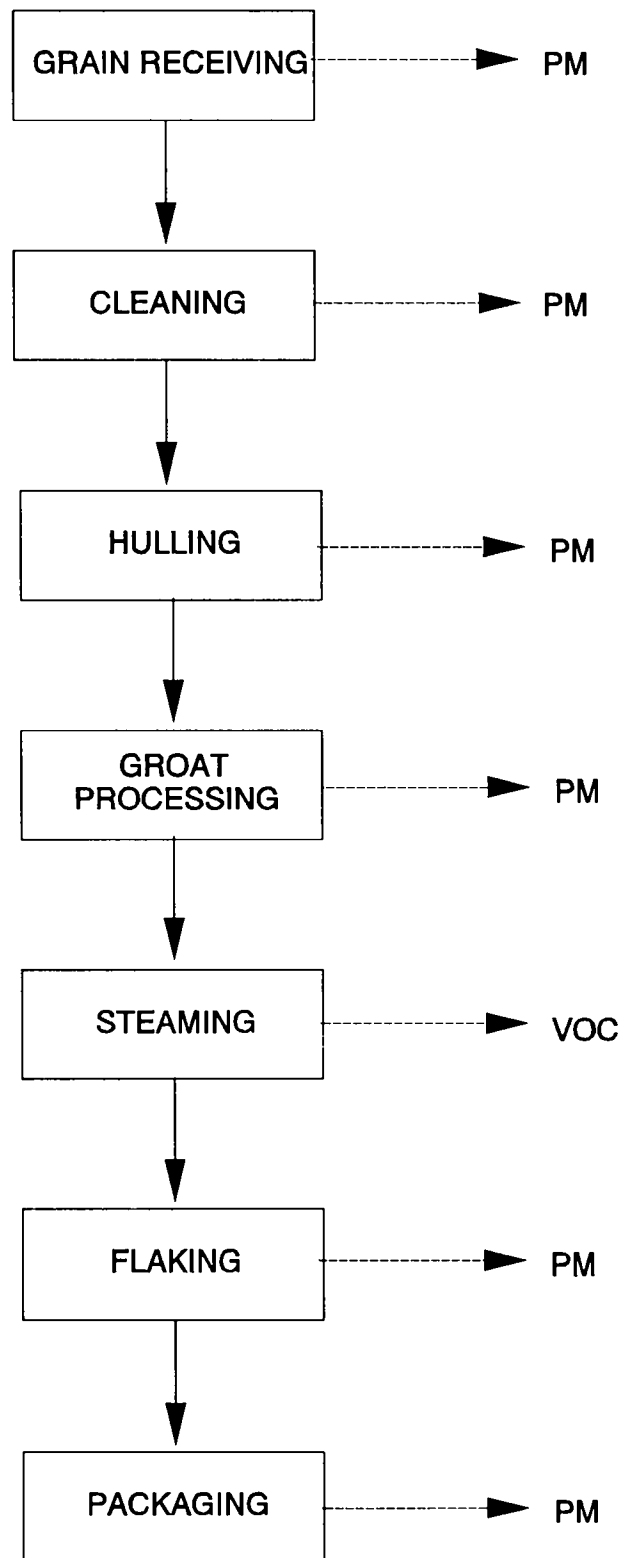 GRAIN RECEIVING
PM
CLEANING
PM
HULLING
PM
GROAT
PROCESSING
PM
STEAMING
VOC
FLAKING
PM
PACKAGING
PM